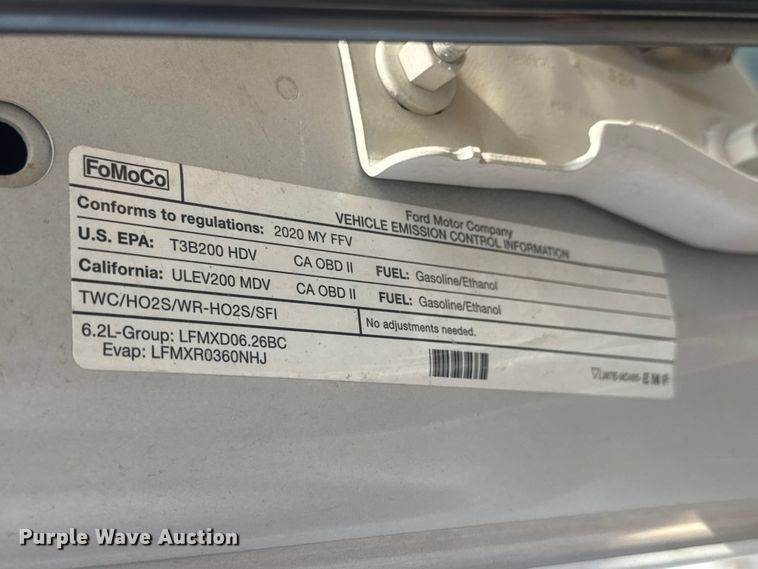 FoMoCo
Ford Motor Company
VEHICLE EMISSION CONTROL INFORMATION
Conforms to regulations: 2020 MY FFV
U.S. EPA: T3B200 HDV CA OBD II FUEL: Gasoline/Ethanol
California: ULEV200 MDV CA OBD II FUEL: Gasoline/Ethanol
TWC/HO2S/WR-HO2S/SFI
No adjustments needed.
6.2L-Group: LFMXD06.26BC
Evap: LFMXR0360NHJ
Purple Wave Auction